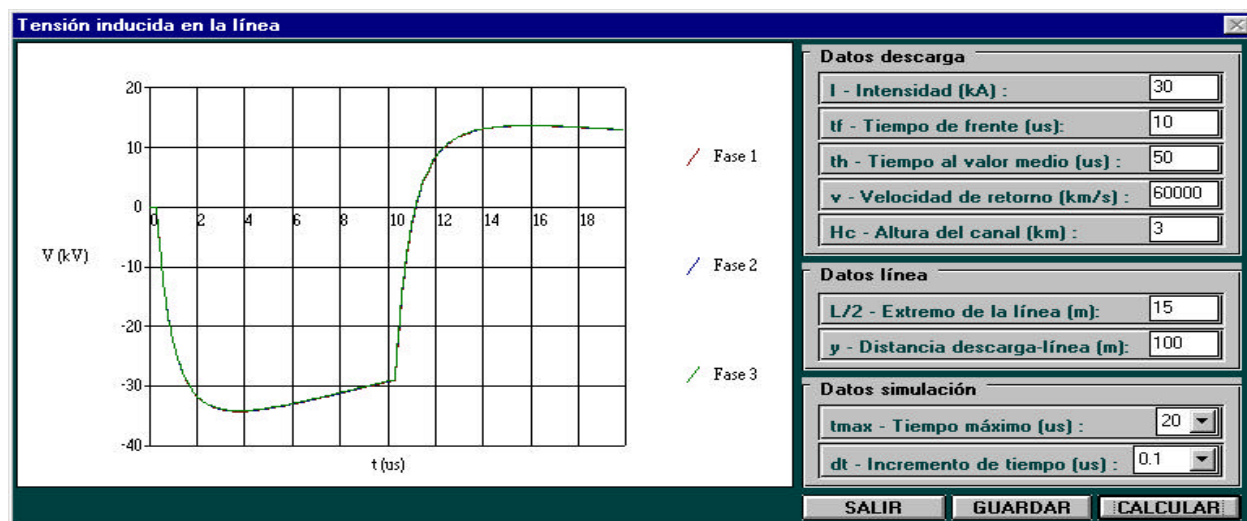 Tensión inducida en la línea
20
10
0
-10
-20
-30
-40
0 2 4 6 8 10 12 14 16 18
V (kV)
t (us)
Fase 1
Fase 2
Fase 3
Datos descarga
I - Intensidad (kA) : 30
tf - Tiempo de frente (us): 10
th - Tiempo al valor medio (us) : 50
v - Velocidad de retorno (km/s) : 60000
Hc - Altura del canal (km) : 3
Datos línea
L/2 - Extremo de la línea (m): 15
y - Distancia descarga-línea (m): 100
Datos simulación
tmax - Tiempo máximo (us) : 20
dt - Incremento de tiempo (us) : 0.1
SALIR GUARDAR CALCULAR